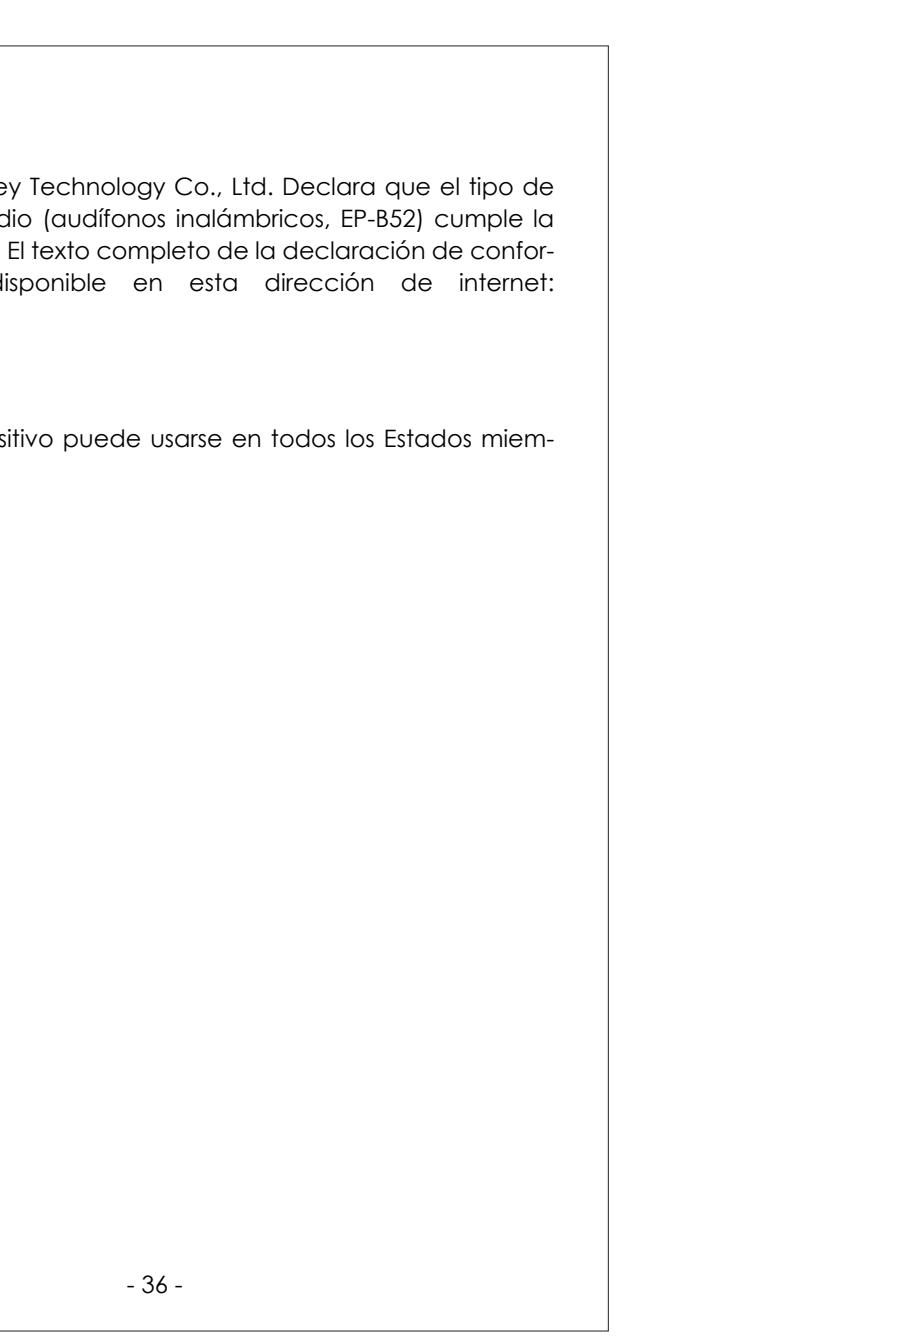 ey Technology Co., Ltd. Declara que el tipo de
dio (audífonos inalámbricos, EP-B52) cumple la
El texto completo de la declaración de confor-
disponible en esta dirección de internet:
sitivo puede usarse en todos los Estados miem-
- 36 -